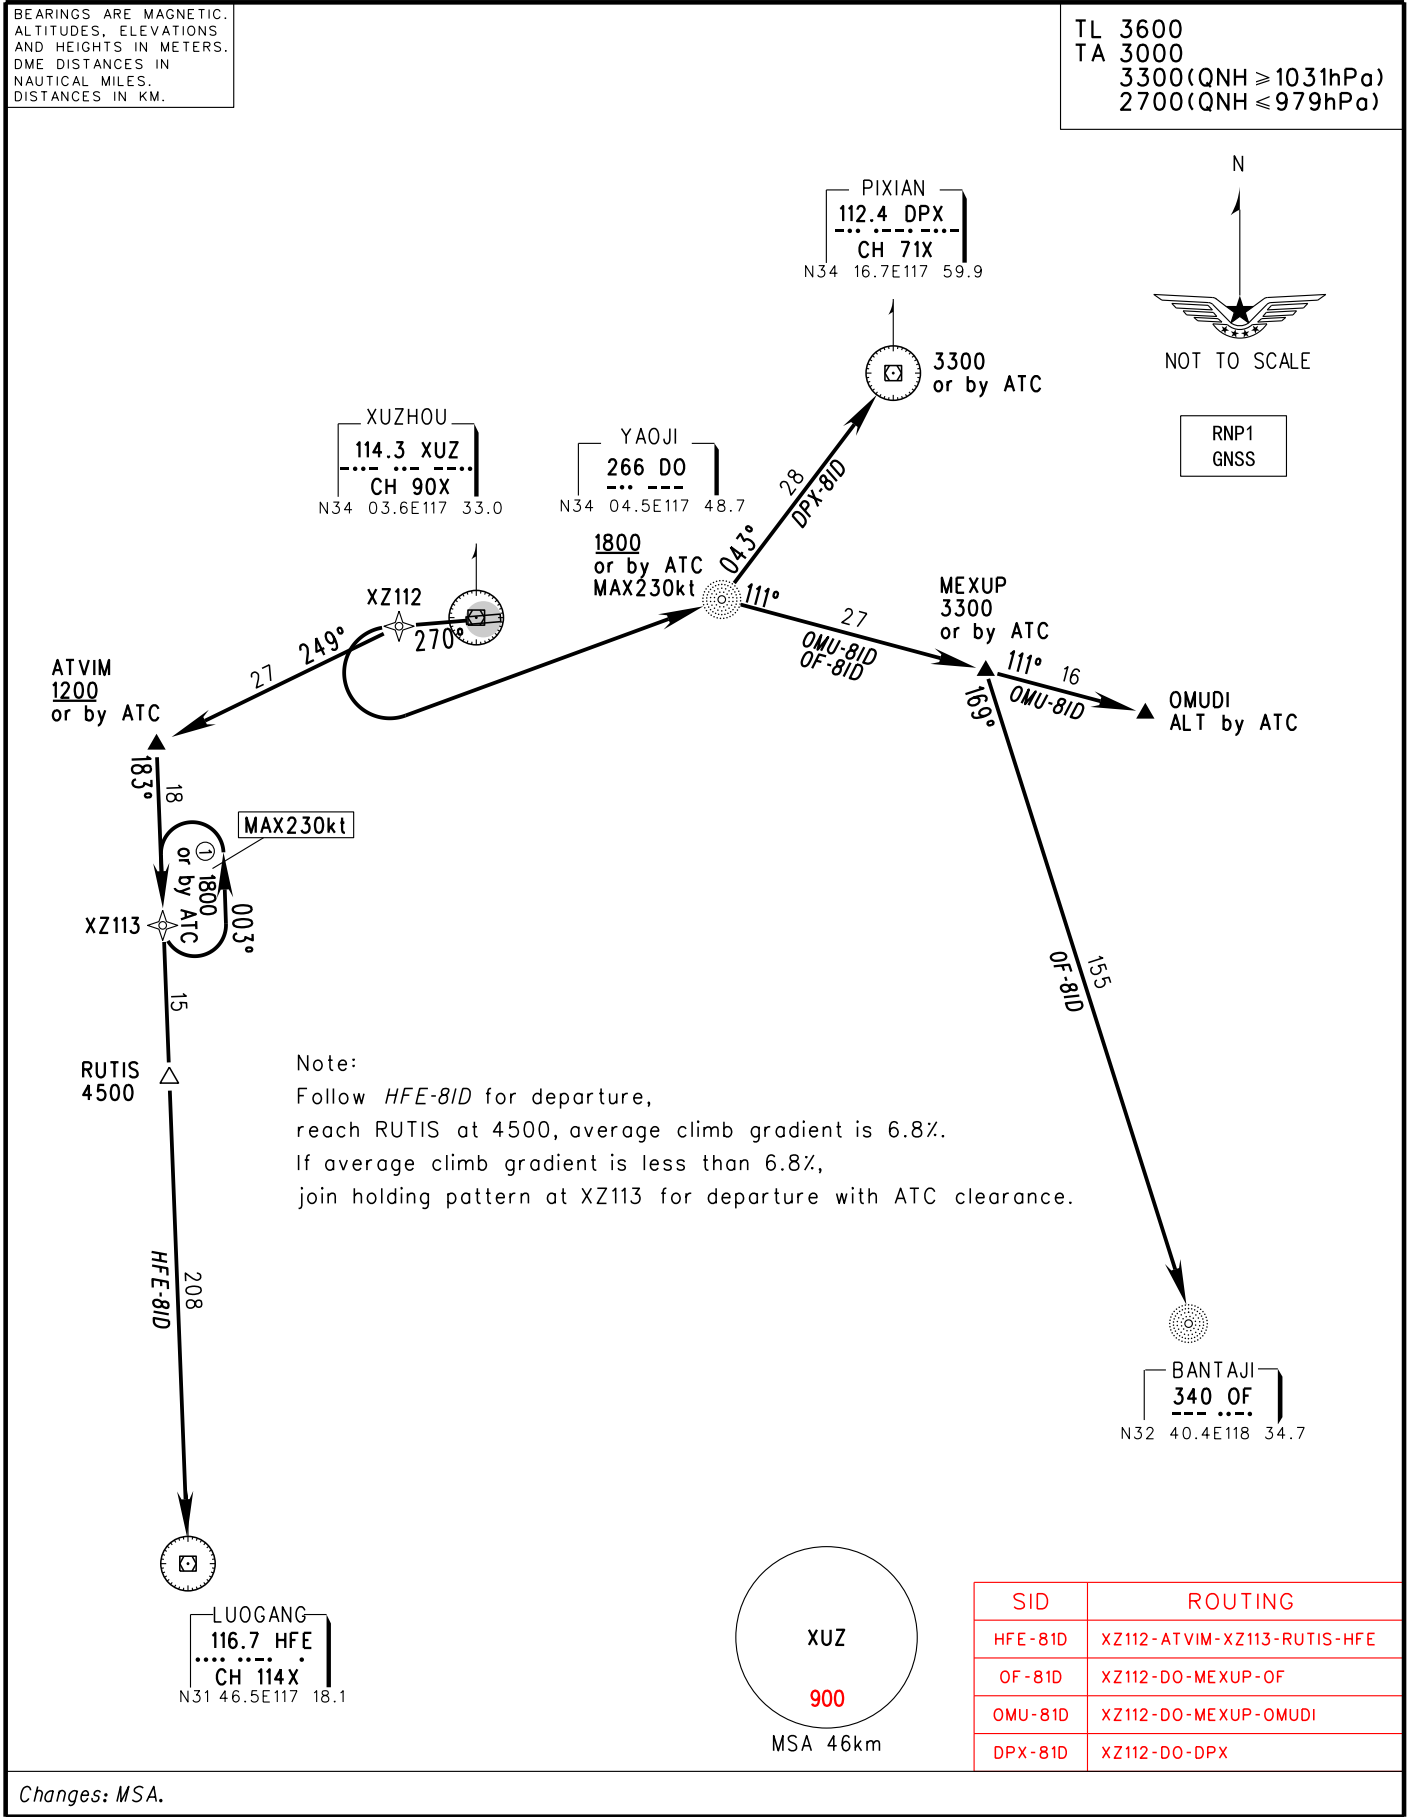 BEARINGS ARE MAGNETIC.
ALTITUDES, ELEVATIONS
AND HEIGHTS IN METERS.
DME DISTANCES IN
NAUTICAL MILES.
DISTANCES IN KM.
TL 3600
TA 3000
3300(QNH ≥1031hPa)
2700(QNH ≤979hPa)
N
NOT TO SCALE
RNP1
GNSS
PIXIAN
112.4 DPX
CH 71X
N34 16.7E117 59.9
3300
or by ATC
XUZHOU
114.3 XUZ
CH 90X
N34 03.6E117 33.0
YAOJI
266 DO
N34 04.5E117 48.7
1800
or by ATC
MAX230kt
28
DPX-81D
043°
111°
27
OMU-81D
OF-81D
MEXUP
3300
or by ATC
111°
16
OMU-81D
169°
OMUDI
ALT by ATC
XZ112
270°
249°
27
ATVIM
1200
or by ATC
183°
18
MAX230kt
① 1800
or by ATC
003°
XZ113
15
RUTIS
4500
155
OF-81D
Note:
Follow HFE-81D for departure,
reach RUTIS at 4500, average climb gradient is 6.8%.
If average climb gradient is less than 6.8%,
join holding pattern at XZ113 for departure with ATC clearance.
208
HFE-81D
BANTAJI
340 OF
N32 40.4E118 34.7
LUOGANG
116.7 HFE
CH 114X
N31 46.5E117 18.1
XUZ
900
MSA 46km
SID ROUTING
HFE-81D XZ112-ATVIM-XZ113-RUTIS-HFE
OF-81D XZ112-DO-MEXUP-OF
OMU-81D XZ112-DO-MEXUP-OMUDI
DPX-81D XZ112-DO-DPX
Changes: MSA.